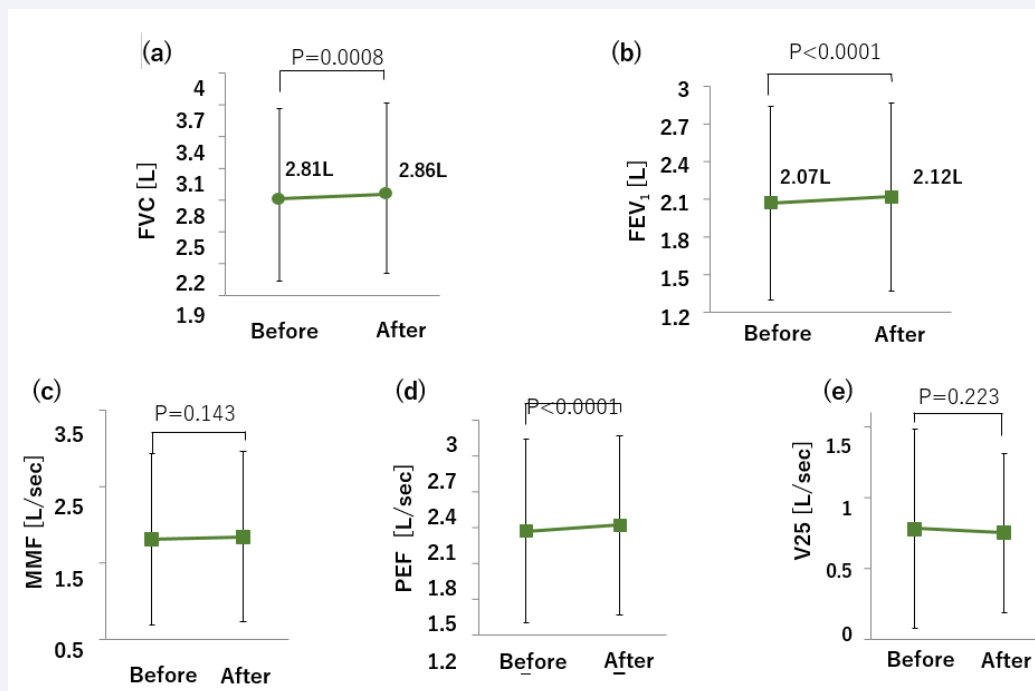 (a)
P=0.0008
4
3.7
3.4
3.1
2.8
2.5
2.2
1.9
FVC [L]
2.81L
2.86L
Before
After
(b)
P<0.0001
3
2.7
2.4
2.1
1.8
1.5
1.2
FEV₁ [L]
2.07L
2.12L
Before
After
(c)
P=0.143
3.5
2.5
1.5
0.5
MMF [L/sec]
Before
After
(d)
P<0.0001
3
2.7
2.4
2.1
1.8
1.5
1.2
PEF [L/sec]
Before
After
(e)
P=0.223
1.5
1
0.5
0
V25 [L/sec]
Before
After